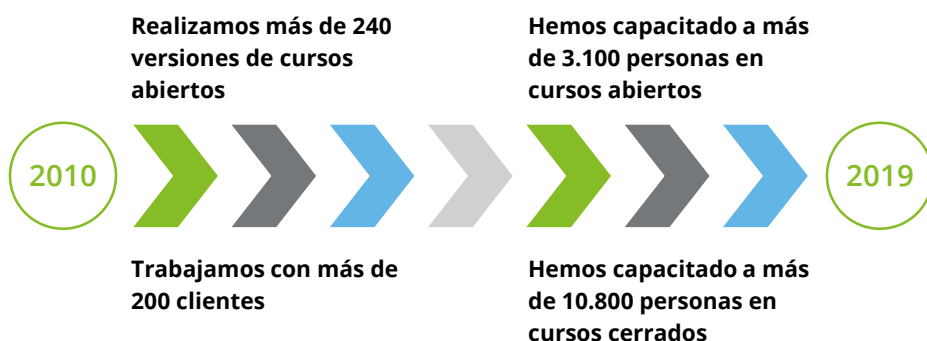 Realizamos más de 240
versiones de cursos
abiertos
Hemos capacitado a más
de 3.100 personas en
cursos abiertos
2010
2019
Trabajamos con más de
200 clientes
Hemos capacitado a más
de 10.800 personas en
cursos cerrados